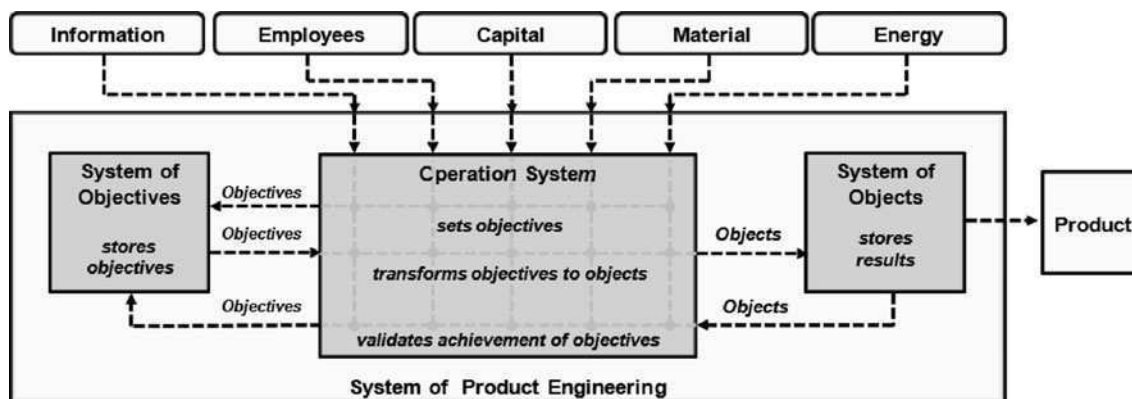 Information
Employees
Capital
Material
Energy
System of
Objectives
stores
objectives
Objectives
Objectives
Objectives
Cperation System
sets objectives
transforms objectives to objects
validates achievement of objectives
Objects
Objects
System of
Objects
stores
results
Product
System of Product Engineering